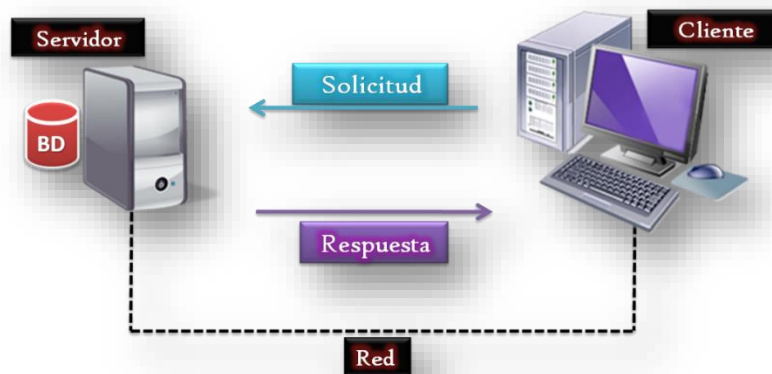 Servidor
Cliente
Solicitud
BD
Respuesta
Red